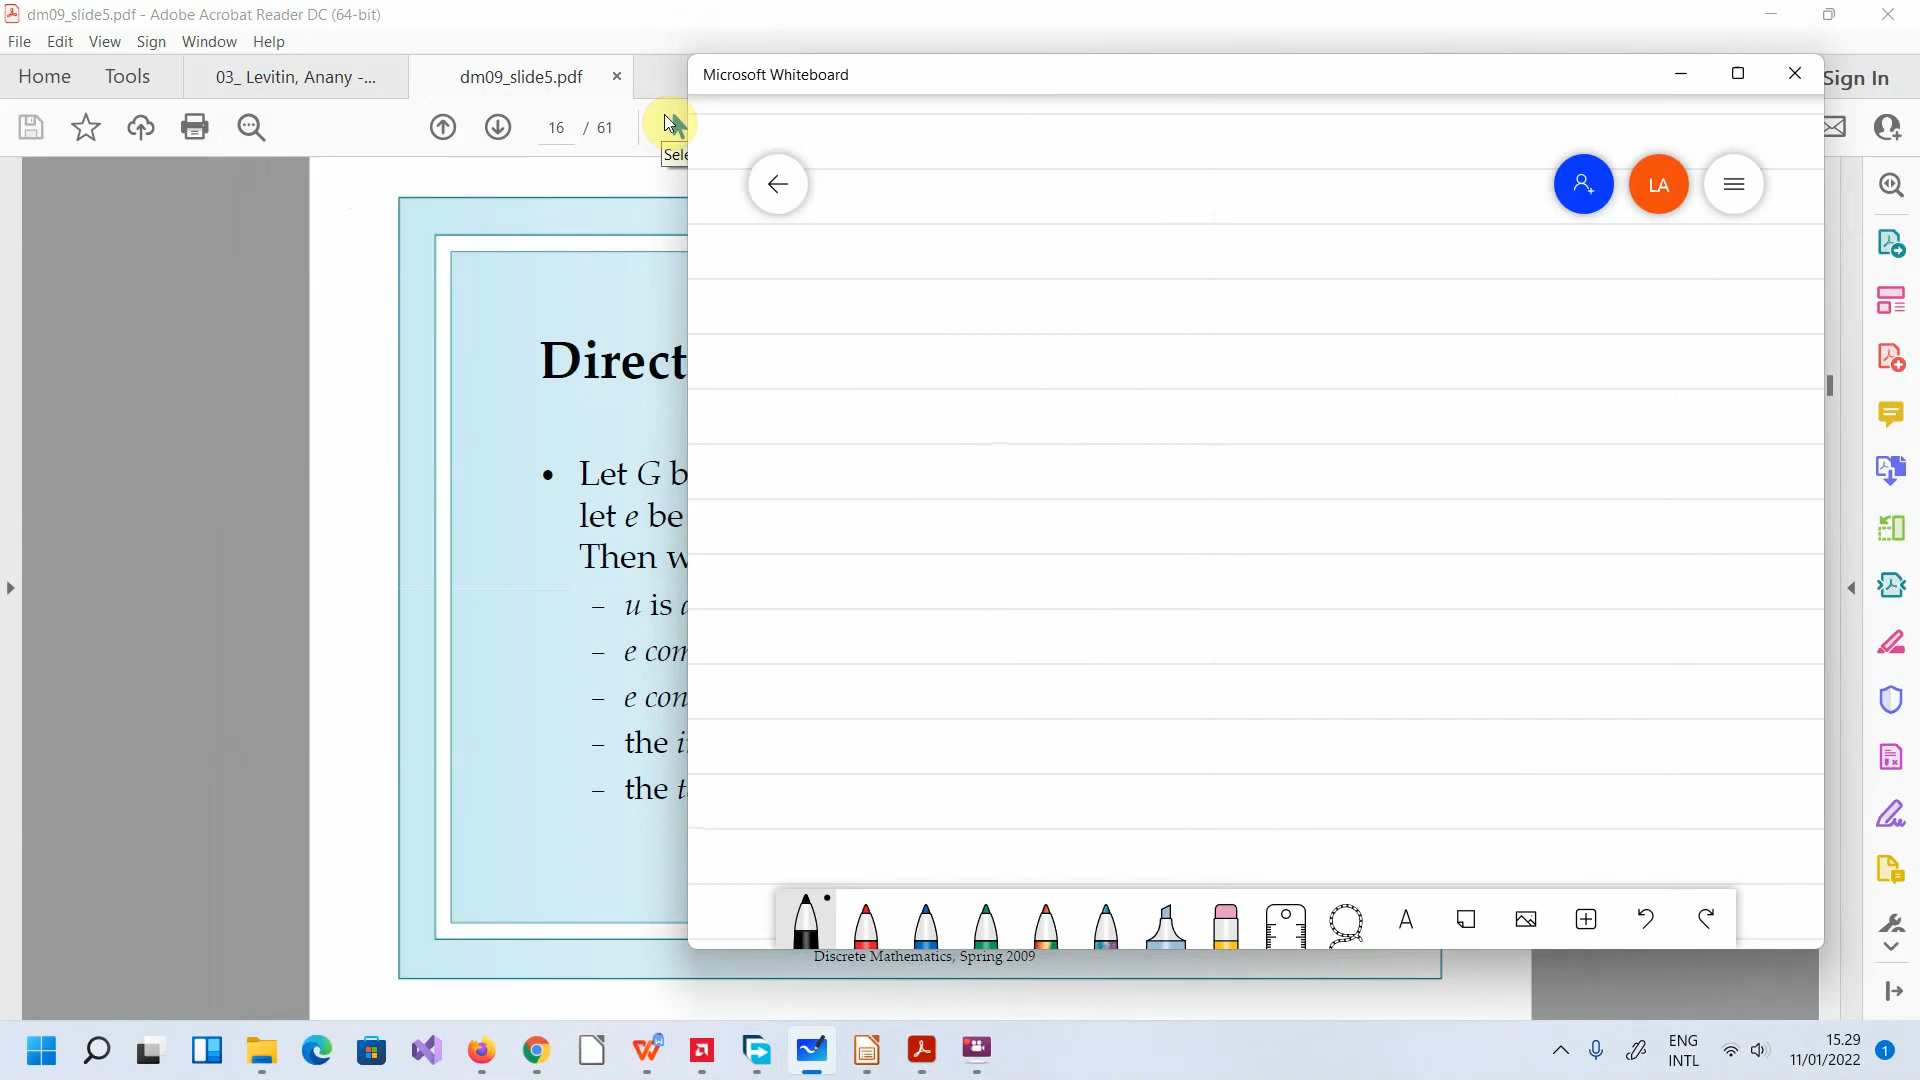 dm09_slide5.pdf - Adobe Acrobat Reader DC (64-bit)
File Edit View Sign Window Help
Home Tools 03_ Levitin, Anany -... dm09_slide5.pdf × Sign In
16 / 61
Sele
Microsoft Whiteboard
LA
Direct
• Let G b
let e be
Then w
– u is a
– e com
– e con
– the i
– the t
A
Discrete Mathematics, Spring 2009
ENG
INTL
15.29
11/01/2022
1